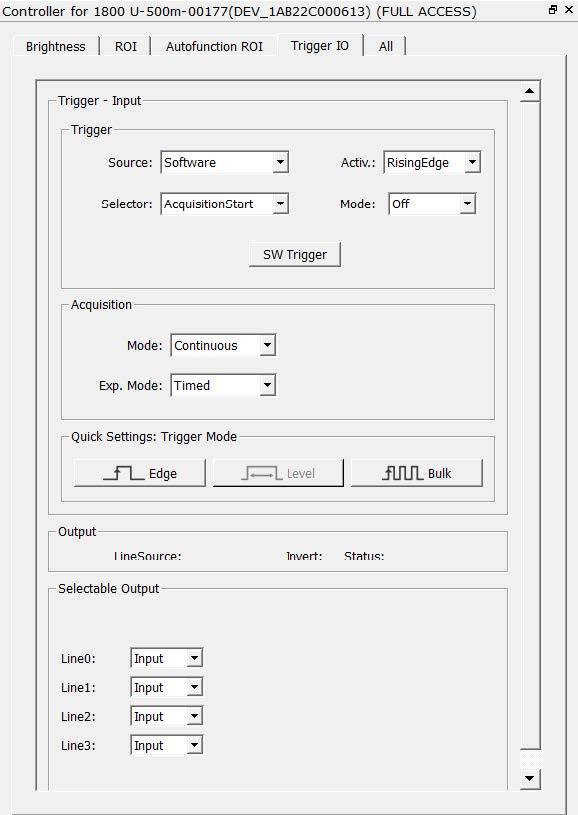 Controller for 1800 U-500m-00177(DEV_1AB22C000613) (FULL ACCESS)
Brightness ROI Autofunction ROI Trigger IO All
Trigger - Input
Trigger
Source: Software Activ.: RisingEdge
Selector: AcquisitionStart Mode: Off
SW Trigger
Acquisition
Mode: Continuous
Exp. Mode: Timed
Quick Settings: Trigger Mode
Edge Level Bulk
Output
LineSource: Invert: Status:
Selectable Output
Line0: Input
Line1: Input
Line2: Input
Line3: Input